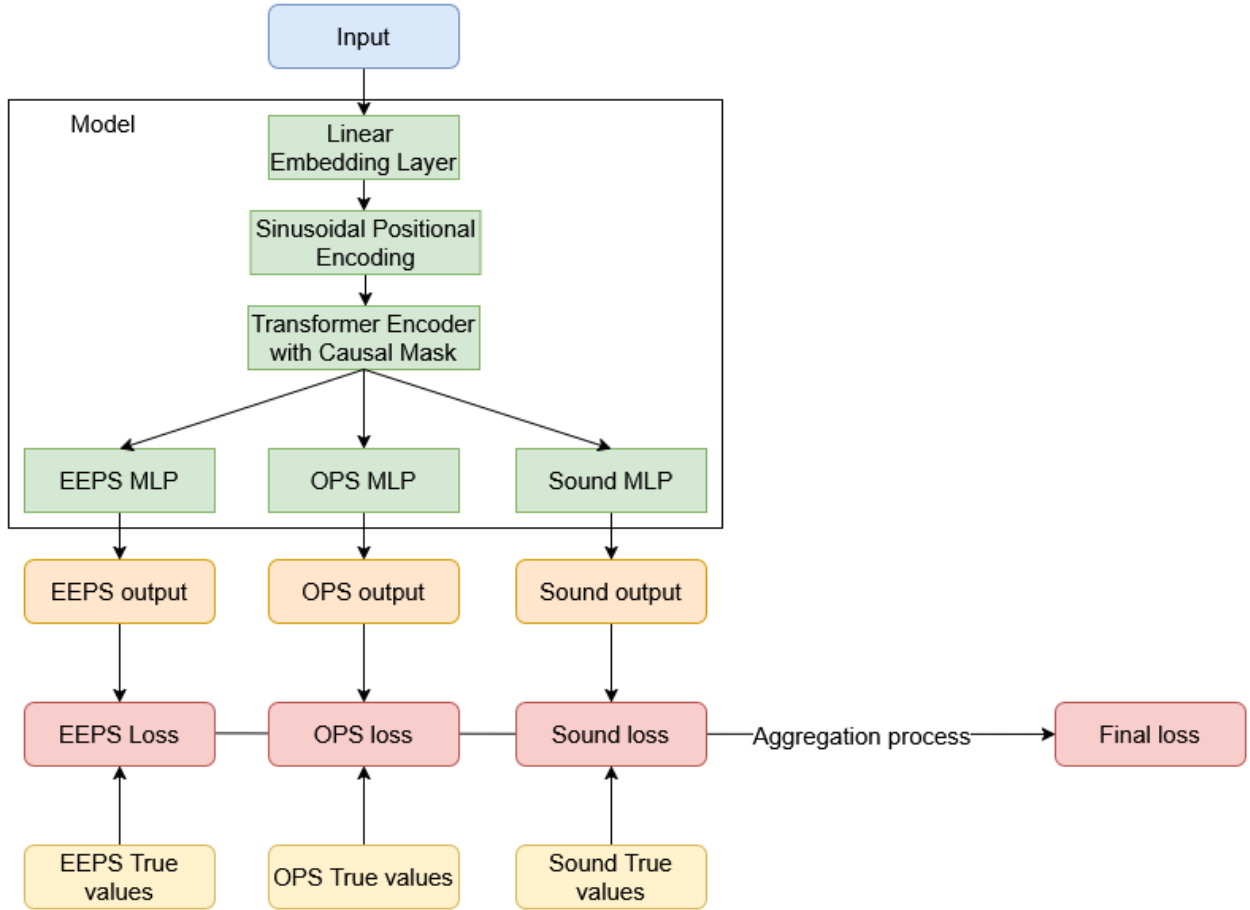 Input
Model
Linear
Embedding Layer
Sinusoidal Positional
Encoding
Transformer Encoder
with Causal Mask
EEPS MLP
OPS MLP
Sound MLP
EEPS output
OPS output
Sound output
EEPS Loss
OPS loss
Sound loss
Aggregation process
Final loss
EEPS True
values
OPS True values
Sound True
values